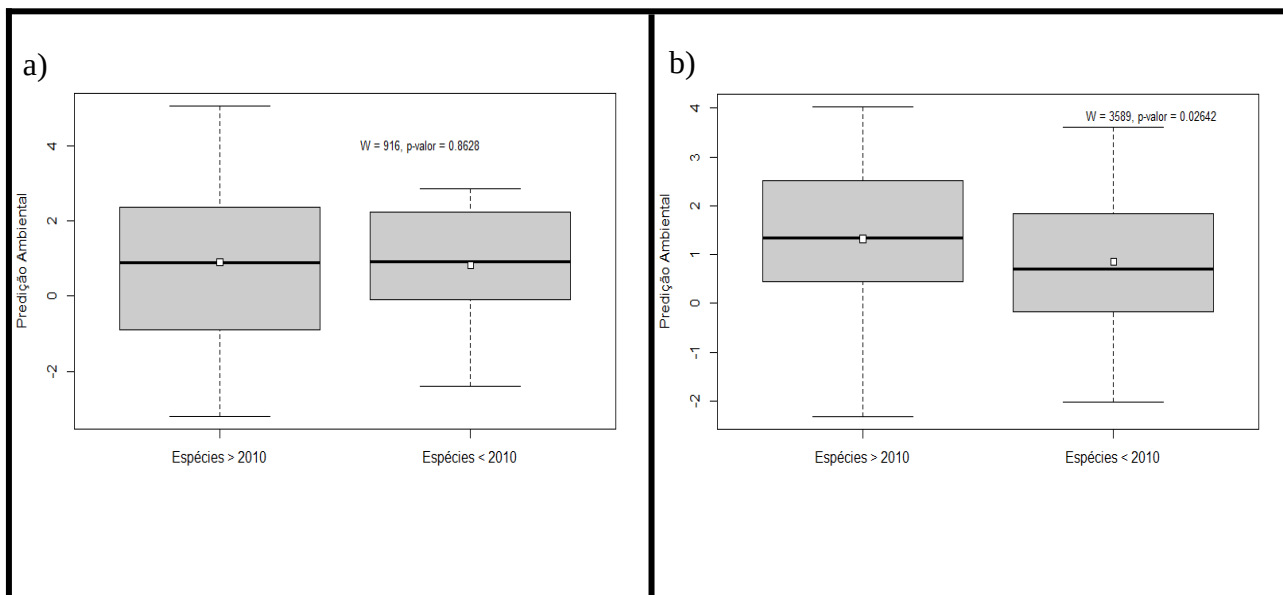 a)
W = 916, p-valor = 0.8628
Predição Ambiental
4
2
0
-2
Espécies > 2010
Espécies < 2010
b)
W = 3589, p-valor = 0.02642
Predição Ambiental
4
3
2
1
0
-1
-2
Espécies > 2010
Espécies < 2010